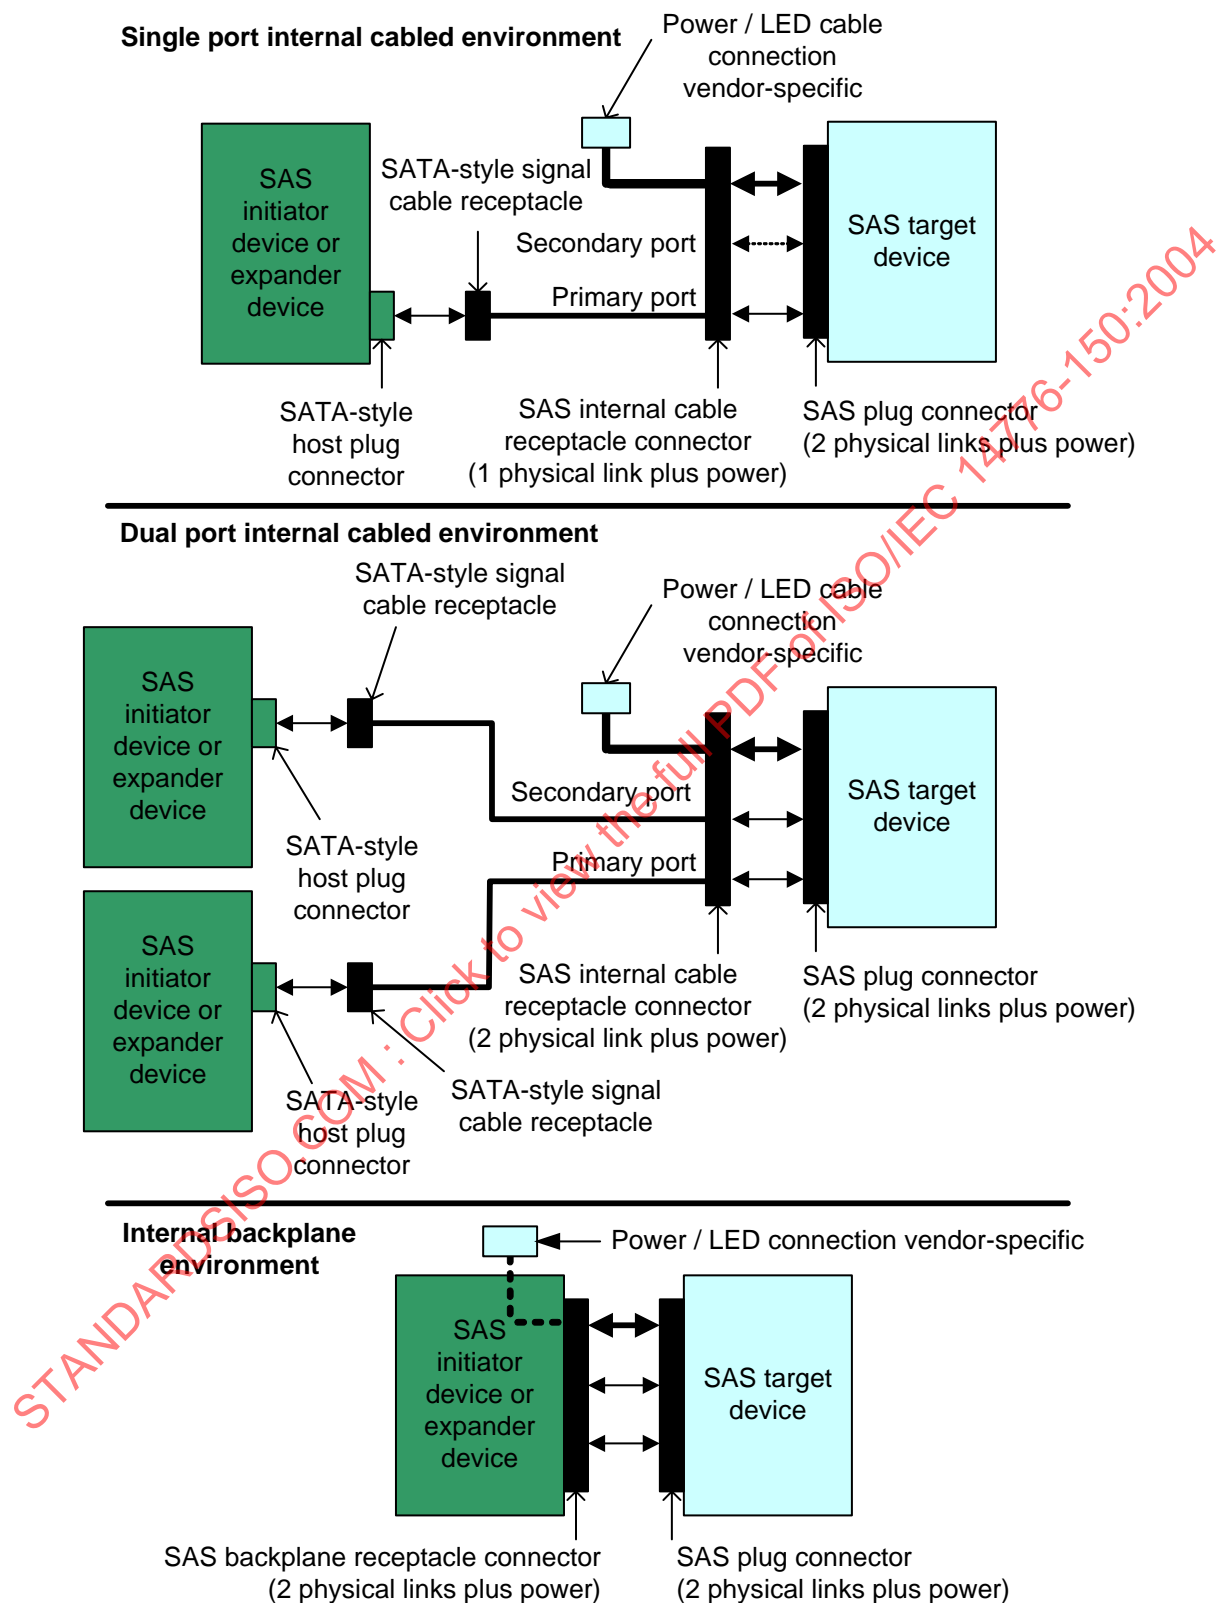 Single port internal cabled environment
Power / LED cable
connection
vendor-specific
SAS
initiator
device or
expander
device
SATA-style signal
cable receptacle
Secondary port
Primary port
SAS target
device
SATA-style
host plug
connector
SAS internal cable
receptacle connector
(1 physical link plus power)
SAS plug connector
(2 physical links plus power)
Dual port internal cabled environment
SATA-style signal
cable receptacle
Power / LED cable
connection
vendor-specific
SAS
initiator
device or
expander
device
Secondary port
Primary port
SAS target
device
SATA-style
host plug
connector
SAS
initiator
device or
expander
device
SAS internal cable
receptacle connector
(2 physical link plus power)
SAS plug connector
(2 physical links plus power)
SATA-style
host plug
connector
SATA-style signal
cable receptacle
Internal backplane
environment
Power / LED connection vendor-specific
SAS
initiator
device or
expander
device
SAS target
device
SAS backplane receptacle connector
(2 physical links plus power)
SAS plug connector
(2 physical links plus power)
STANDARDSISO.COM : Click to view the full PDF of ISO/IEC 14776-150:2004